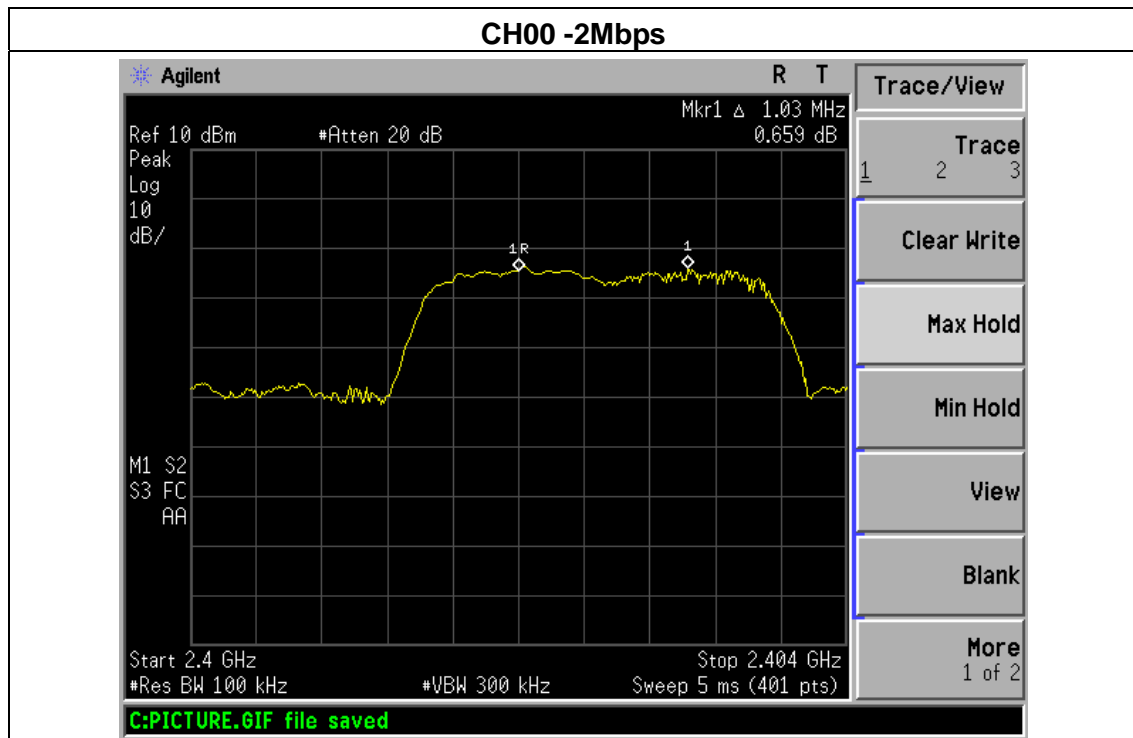 CH00 -2Mbps
Agilent R T
Mkr1 Δ 1.03 MHz
Ref 10 dBm #Atten 20 dB 0.659 dB
Peak
Log
10
dB/
1R 1
M1 S2
S3 FC
AA
Start 2.4 GHz Stop 2.404 GHz
#Res BW 100 kHz #VBW 300 kHz Sweep 5 ms (401 pts)
C:PICTURE.GIF file saved
Trace/View
Trace
1 2 3
Clear Write
Max Hold
Min Hold
View
Blank
More
1 of 2